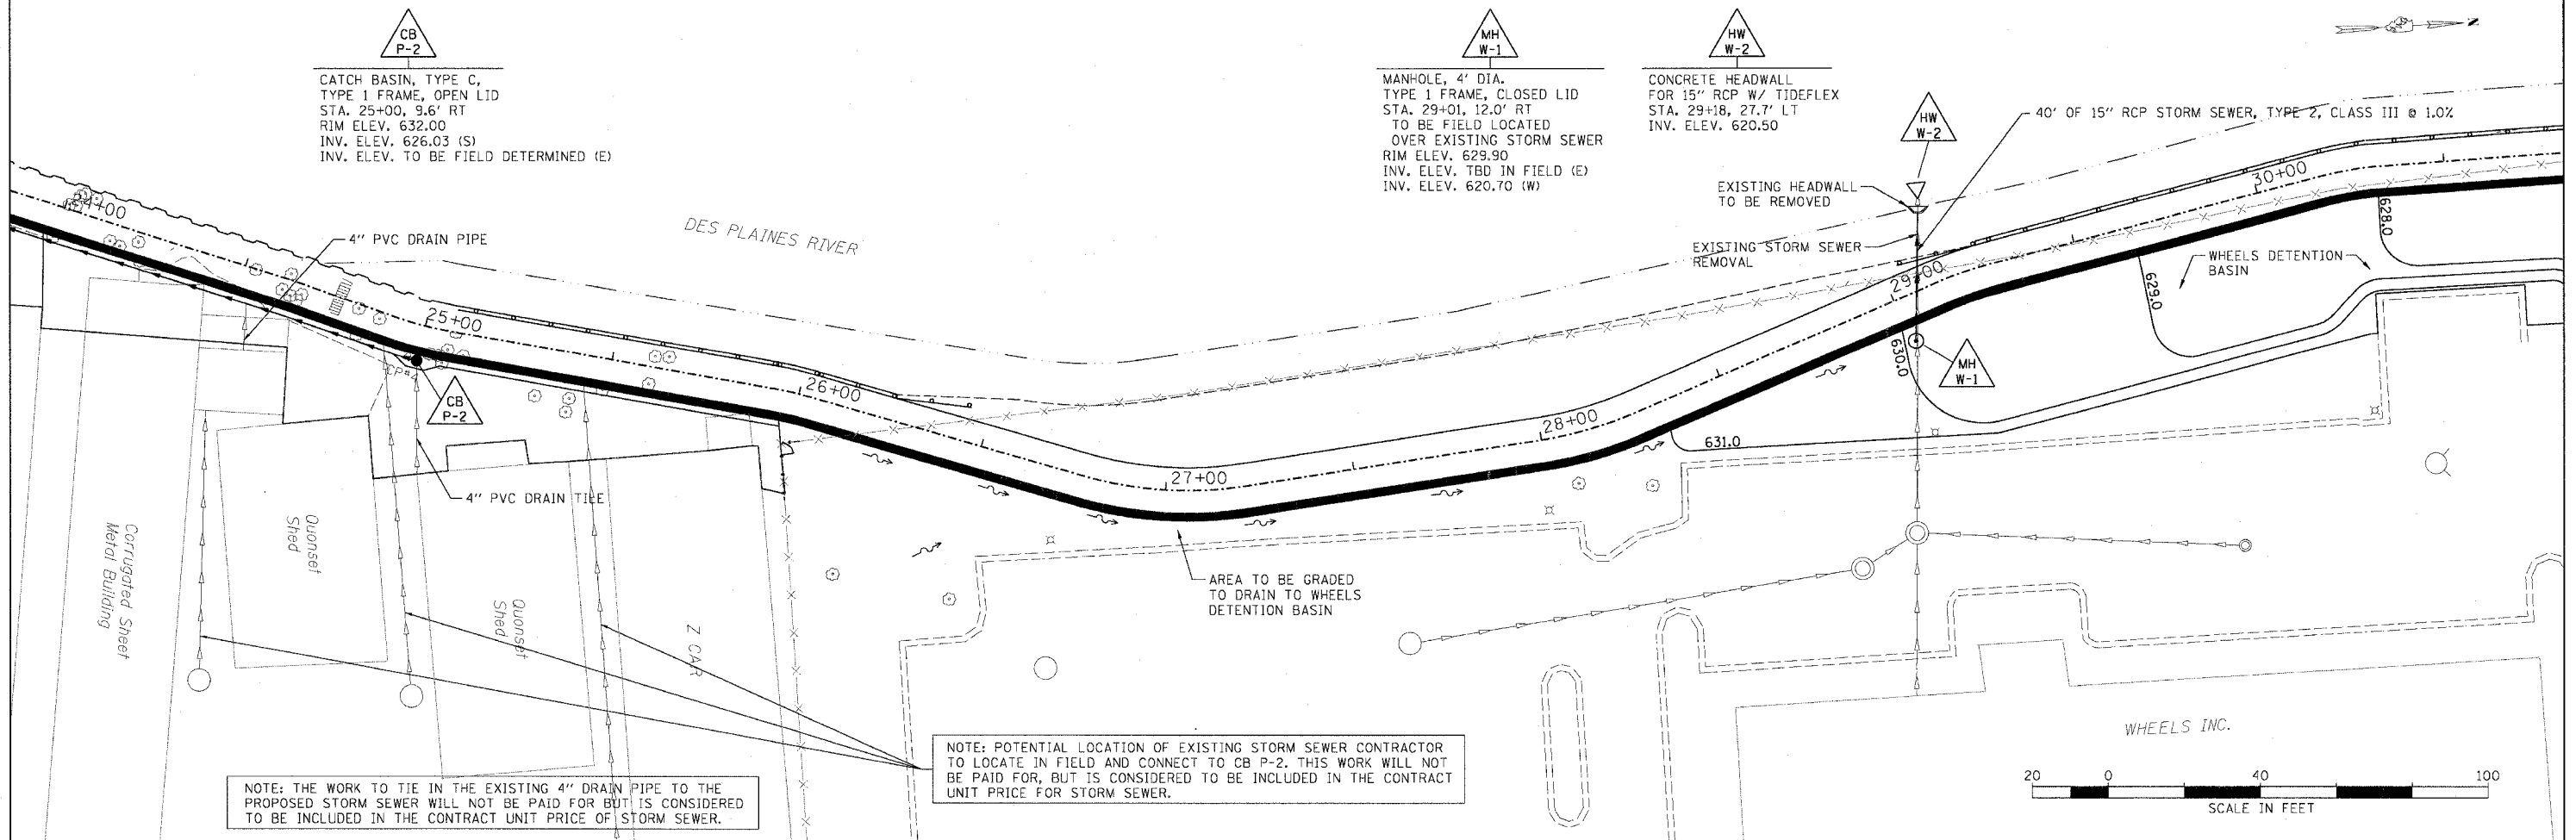 CB
P-2
CATCH BASIN, TYPE C,
TYPE 1 FRAME, OPEN LID
STA. 25+00, 9.6' RT
RIM ELEV. 632.00
INV. ELEV. 626.03 (S)
INV. ELEV. TO BE FIELD DETERMINED (E)
MH
W-1
MANHOLE, 4' DIA.
TYPE 1 FRAME, CLOSED LID
STA. 29+01, 12.0' RT
TO BE FIELD LOCATED
OVER EXISTING STORM SEWER
RIM ELEV. 629.90
INV. ELEV. TBD IN FIELD (E)
INV. ELEV. 620.70 (W)
HW
W-2
CONCRETE HEADWALL
FOR 15" RCP W/ TIDEFLEX
STA. 29+18, 27.7' LT
INV. ELEV. 620.50
Z
HW
W-2
40' OF 15" RCP STORM SEWER, TYPE 2, CLASS III @ 1.0%
EXISTING HEADWALL
TO BE REMOVED
EXISTING STORM SEWER
REMOVAL
DES PLAINES RIVER
24+00
4" PVC DRAIN PIPE
25+00
26+00
27+00
28+00
29+00
30+00
628.0
629.0
630.0
631.0
WHEELS DETENTION
BASIN
CP#4
CB
P-2
MH
W-1
4" PVC DRAIN TILE
Corrugated Sheet
Metal Building
Quonset
Shed
Quonset
Shed
Z CAR
AREA TO BE GRADED
TO DRAIN TO WHEELS
DETENTION BASIN
WHEELS INC.
NOTE: POTENTIAL LOCATION OF EXISTING STORM SEWER CONTRACTOR
TO LOCATE IN FIELD AND CONNECT TO CB P-2. THIS WORK WILL NOT
BE PAID FOR, BUT IS CONSIDERED TO BE INCLUDED IN THE CONTRACT
UNIT PRICE FOR STORM SEWER.
NOTE: THE WORK TO TIE IN THE EXISTING 4" DRAIN PIPE TO THE
PROPOSED STORM SEWER WILL NOT BE PAID FOR BUT IS CONSIDERED
TO BE INCLUDED IN THE CONTRACT UNIT PRICE OF STORM SEWER.
20 0 40 100
SCALE IN FEET